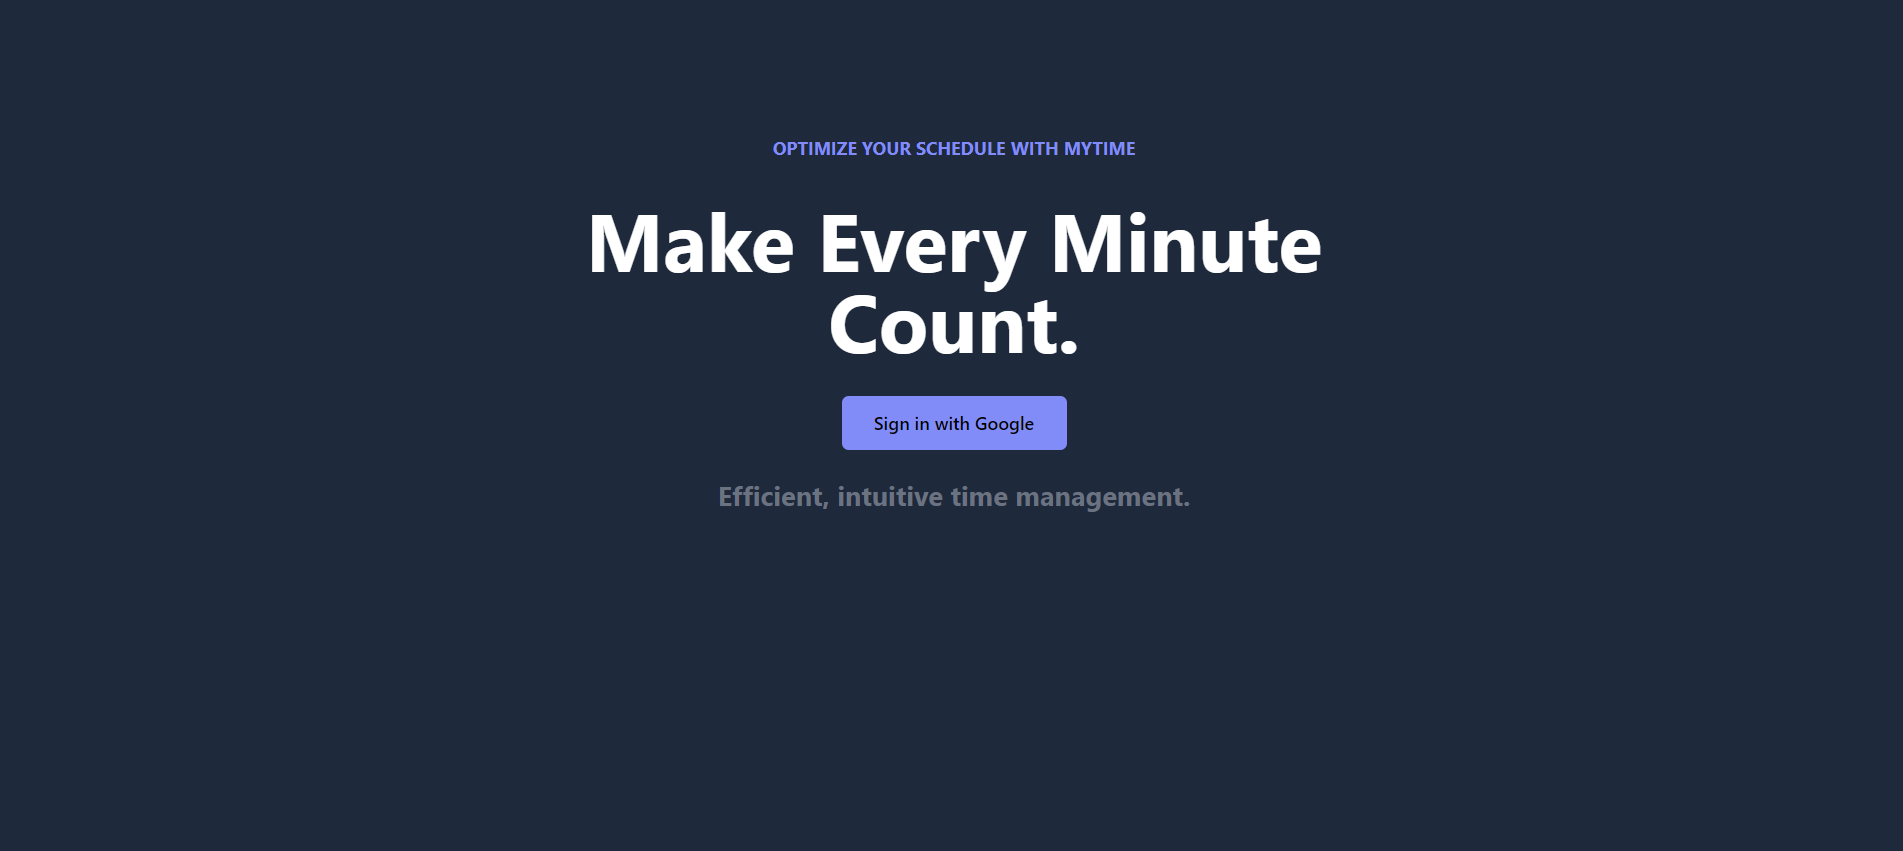 OPTIMIZE YOUR SCHEDULE WITH MYTIME
Make Every Minute
Count.
Sign in with Google
Efficient, intuitive time management.